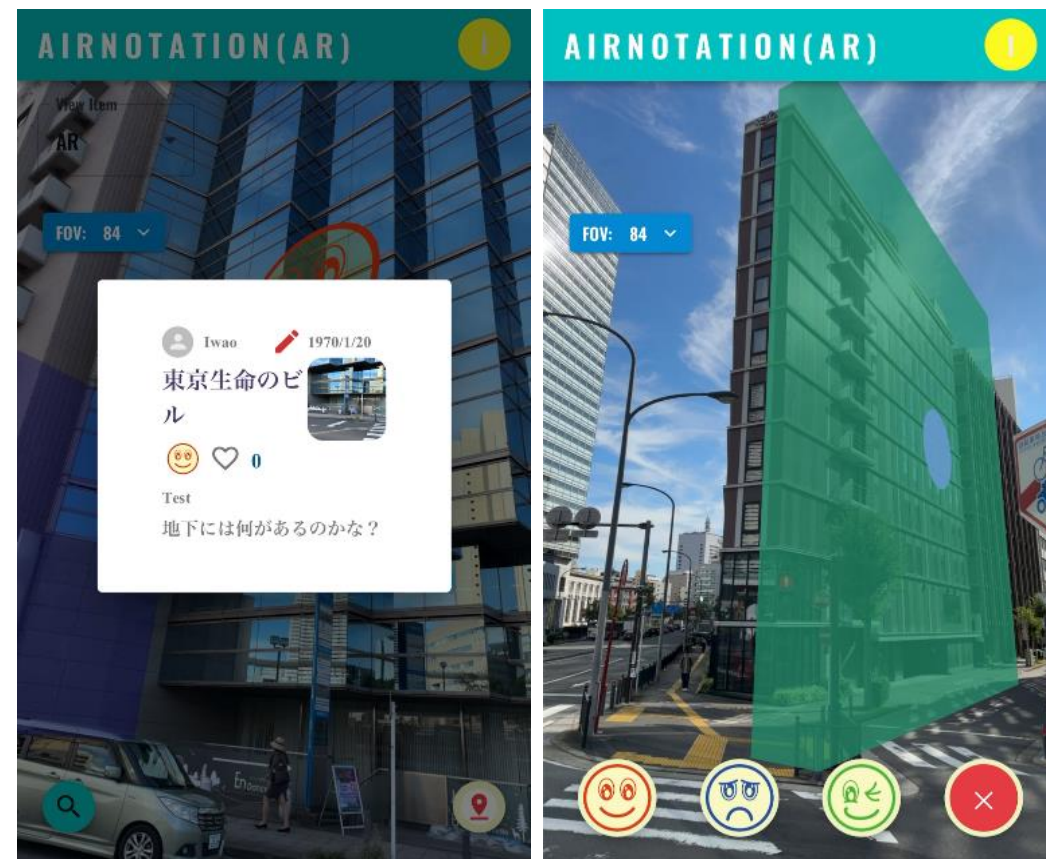 AIRNOTATION(AR)
View Item
AR
FOV: 84
Iwao
1970/1/20
東京生命のビ
ル
0
Test
地下には何があるのかな？
En
AIRNOTATION(AR)
FOV: 84